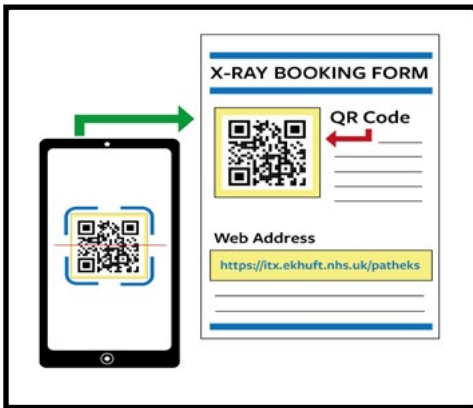 X-RAY BOOKING FORM
QR Code
Web Address
https://itx.ekhuft.nhs.uk/patheks